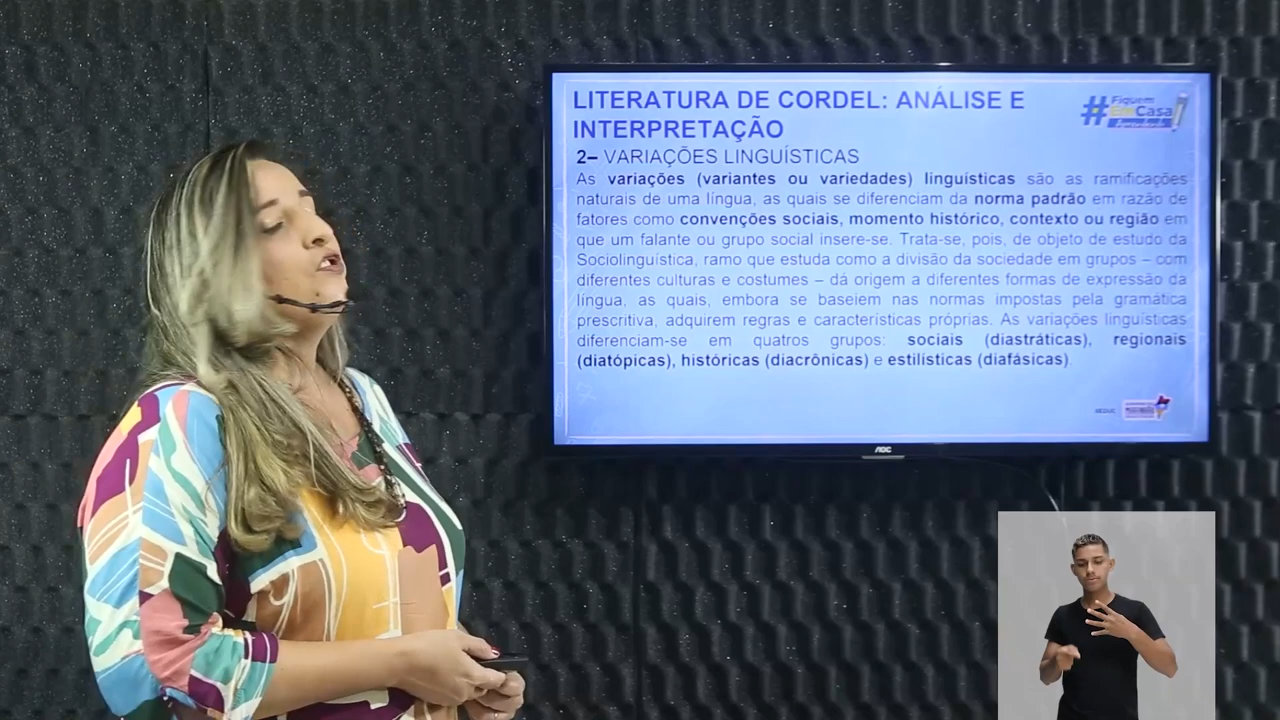 LITERATURA DE CORDEL: ANÁLISE E
INTERPRETAÇÃO
#Fiquem
EmCasa
2– VARIAÇÕES LINGUÍSTICAS
As variações (variantes ou variedades) linguísticas são as ramificações
naturais de uma língua, as quais se diferenciam da norma padrão em razão de
fatores como convenções sociais, momento histórico, contexto ou região em
que um falante ou grupo social insere-se. Trata-se, pois, de objeto de estudo da
Sociolinguística, ramo que estuda como a divisão da sociedade em grupos – com
diferentes culturas e costumes – dá origem a diferentes formas de expressão da
língua, as quais, embora se baseiem nas normas impostas pela gramática
prescritiva, adquirem regras e características próprias. As variações linguísticas
diferenciam-se em quatros grupos: sociais (diastráticas), regionais
(diatópicas), históricas (diacrônicas) e estilísticas (diafásicas).
SEDUC
AOC